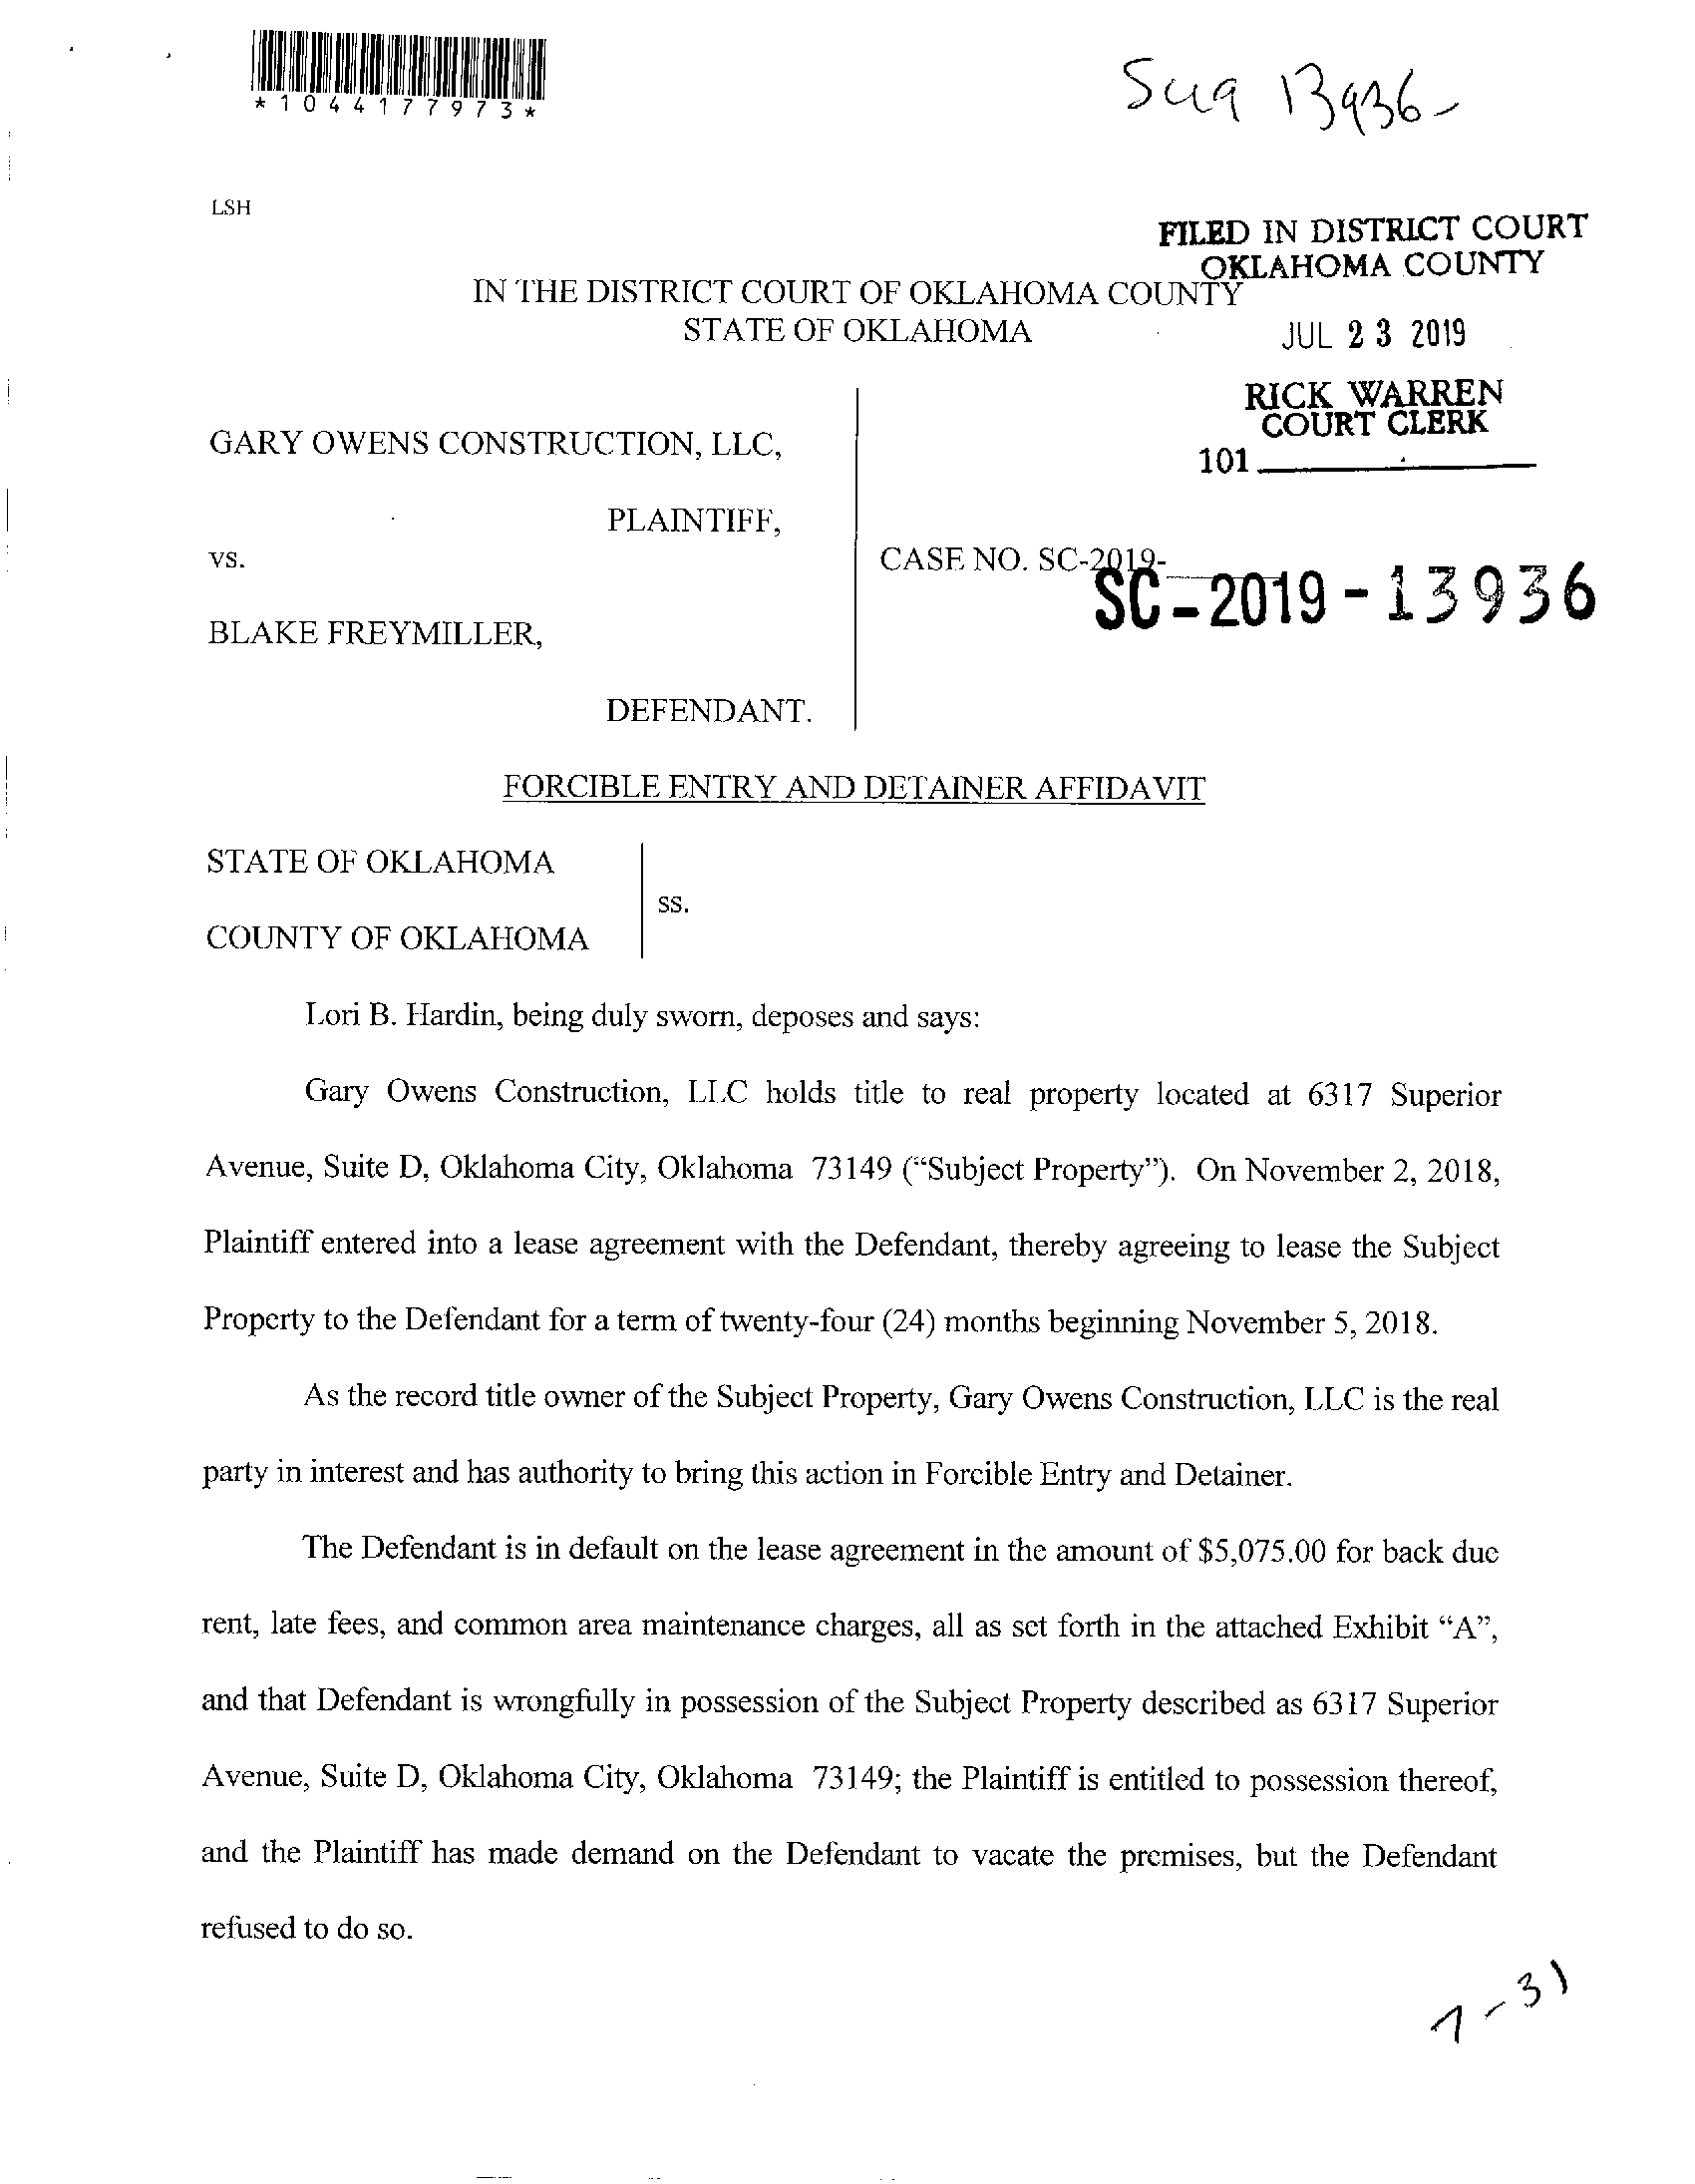 *1044177973*
13936
LSH
FILED IN DISTRICT COURT
OKLAHOMA COUNTY
IN THE DISTRICT COURT OF OKLAHOMA COUNTY
STATE OF OKLAHOMA
JUL 23 2019
RICK WARREN
COURT CLERK
101
GARY OWENS CONSTRUCTION, LLC,
PLAINTIFF,
vs.
CASE NO. SC-2019-
SC-2019-13936
BLAKE FREYMILLER,
DEFENDANT.
FORCIBLE ENTRY AND DETAINER AFFIDAVIT
STATE OF OKLAHOMA
ss.
COUNTY OF OKLAHOMA
Lori B. Hardin, being duly sworn, deposes and says:
Gary Owens Construction, LLC holds title to real property located at 6317 Superior
Avenue, Suite D, Oklahoma City, Oklahoma 73149 (“Subject Property”). On November 2, 2018,
Plaintiff entered into a lease agreement with the Defendant, thereby agreeing to lease the Subject
Property to the Defendant for a term of twenty-four (24) months beginning November 5, 2018.
As the record title owner of the Subject Property, Gary Owens Construction, LLC is the real
party in interest and has authority to bring this action in Forcible Entry and Detainer.
The Defendant is in default on the lease agreement in the amount of $5,075.00 for back due
rent, late fees, and common area maintenance charges, all as set forth in the attached Exhibit “A”,
and that Defendant is wrongfully in possession of the Subject Property described as 6317 Superior
Avenue, Suite D, Oklahoma City, Oklahoma 73149; the Plaintiff is entitled to possession thereof,
and the Plaintiff has made demand on the Defendant to vacate the premises, but the Defendant
refused to do so.
7-31